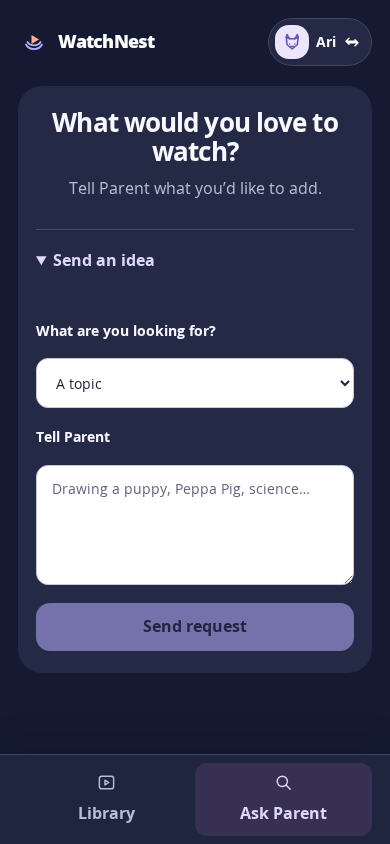 WatchNest
Ari
What would you love to
watch?
Tell Parent what you’d like to add.
Send an idea
What are you looking for?
A topic
Tell Parent
Drawing a puppy, Peppa Pig, science…
Send request
Library
Ask Parent